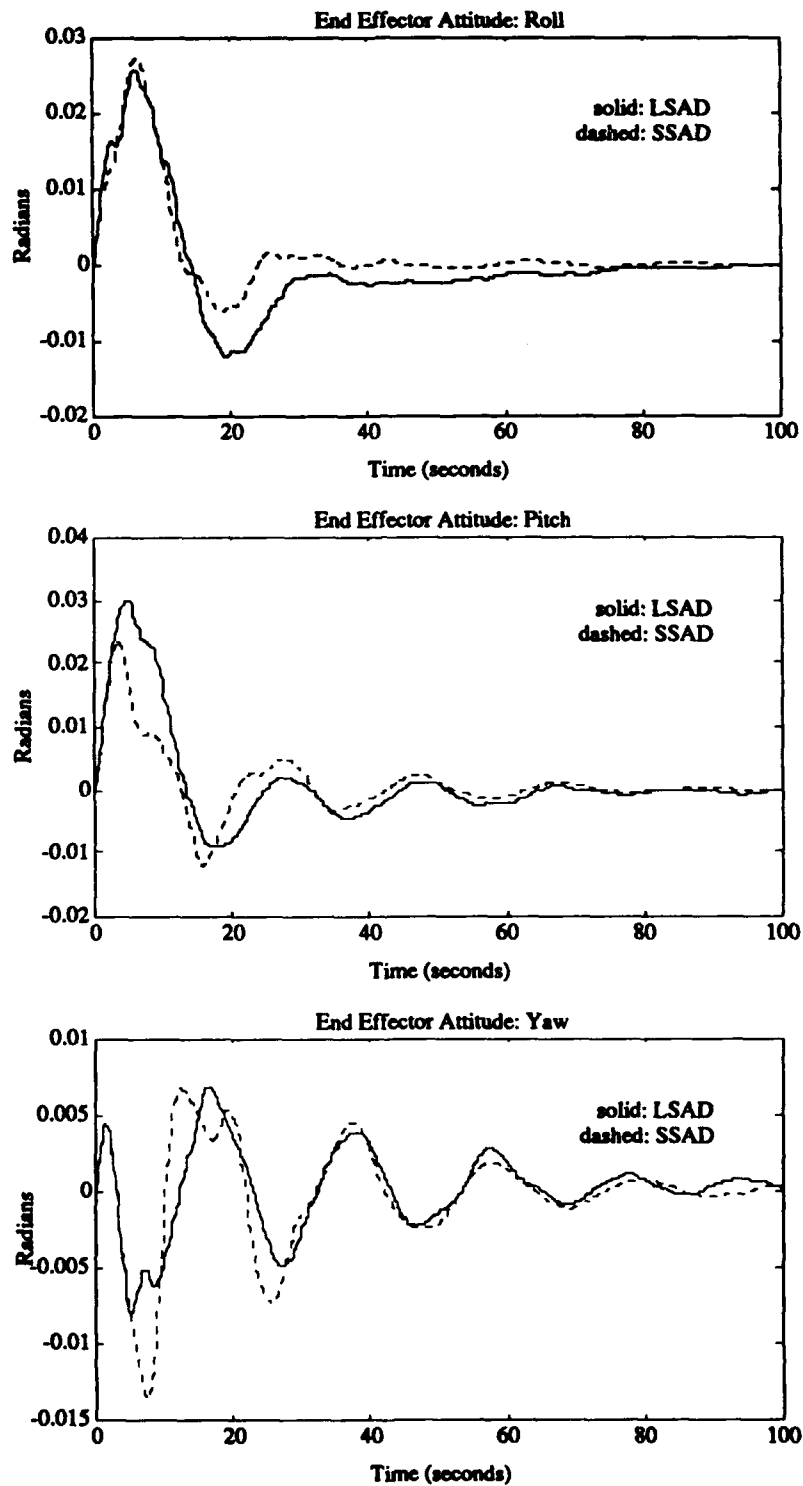 End Effector Attitude: Roll
0.03
0.02
0.01
0
-0.01
-0.02
Radians
solid: LSAD
dashed: SSAD
0 20 40 60 80 100
Time (seconds)
End Effector Attitude: Pitch
0.04
0.03
0.02
0.01
0
-0.01
-0.02
Radians
solid: LSAD
dashed: SSAD
0 20 40 60 80 100
Time (seconds)
End Effector Attitude: Yaw
0.01
0.005
0
-0.005
-0.01
-0.015
Radians
solid: LSAD
dashed: SSAD
0 20 40 60 80 100
Time (seconds)